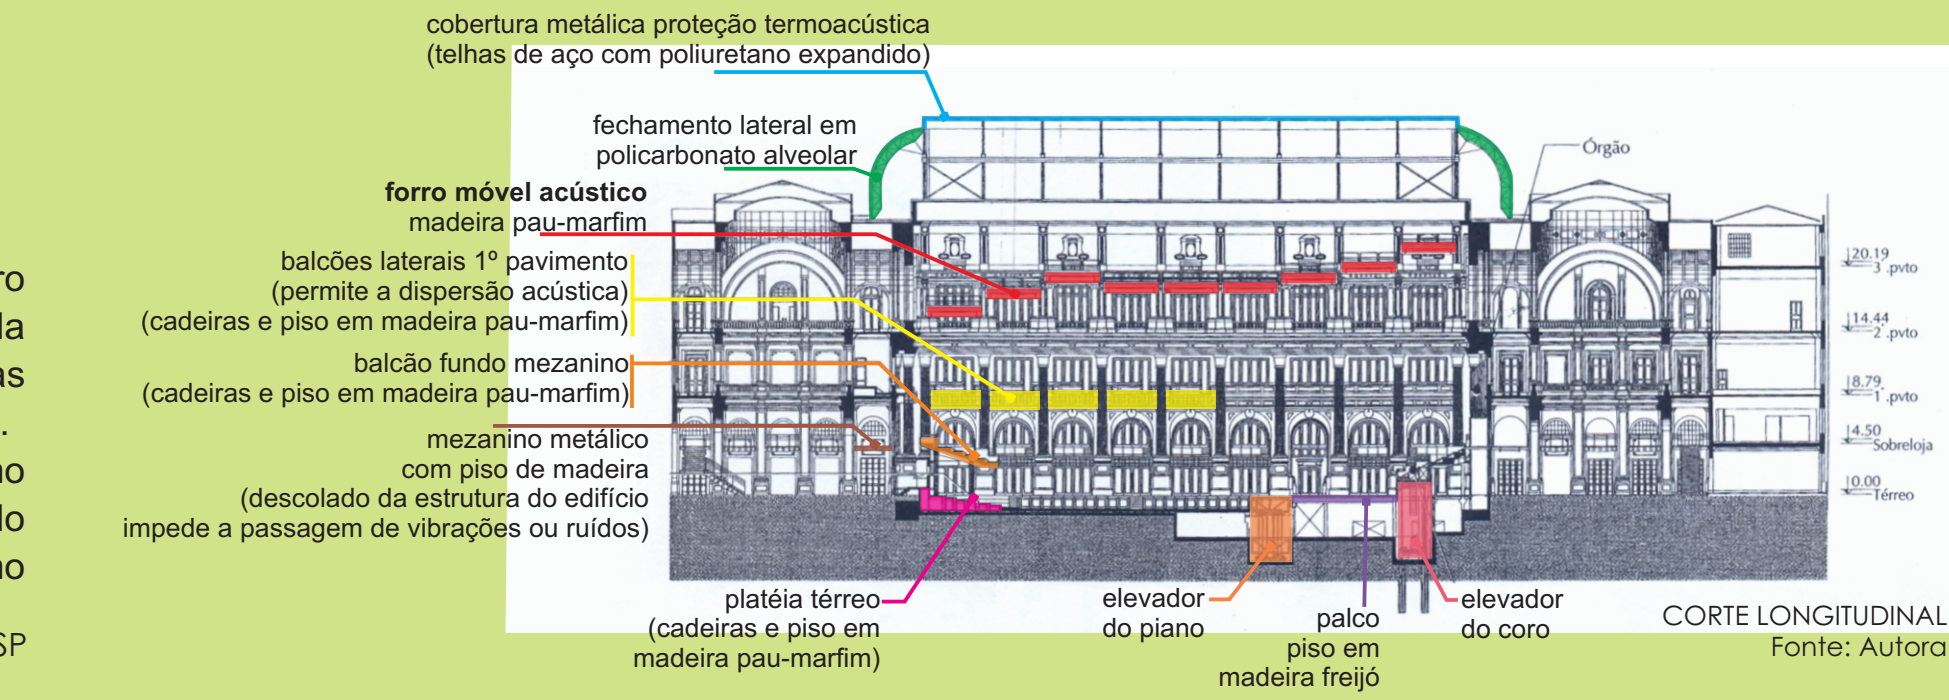 cobertura metálica proteção termoacústica
(telhas de aço com poliuretano expandido)
fechamento lateral em
policarbonato alveolar
Órgão
forro móvel acústico
madeira pau-marfim
balcões laterais 1º pavimento
(permite a dispersão acústica)
(cadeiras e piso em madeira pau-marfim)
balcão fundo mezanino
(cadeiras e piso em madeira pau-marfim)
mezanino metálico
com piso de madeira
(descolado da estrutura do edifício
impede a passagem de vibrações ou ruídos)
20.19
3 .pvto
14.44
2 .pvto
8.79
1 .pvto
4.50
Sobreloja
0.00
Térreo
platéia térreo
(cadeiras e piso em
madeira pau-marfim)
elevador
do piano
palco
piso em
madeira freijó
elevador
do coro
CORTE LONGITUDINAL
Fonte: Autora